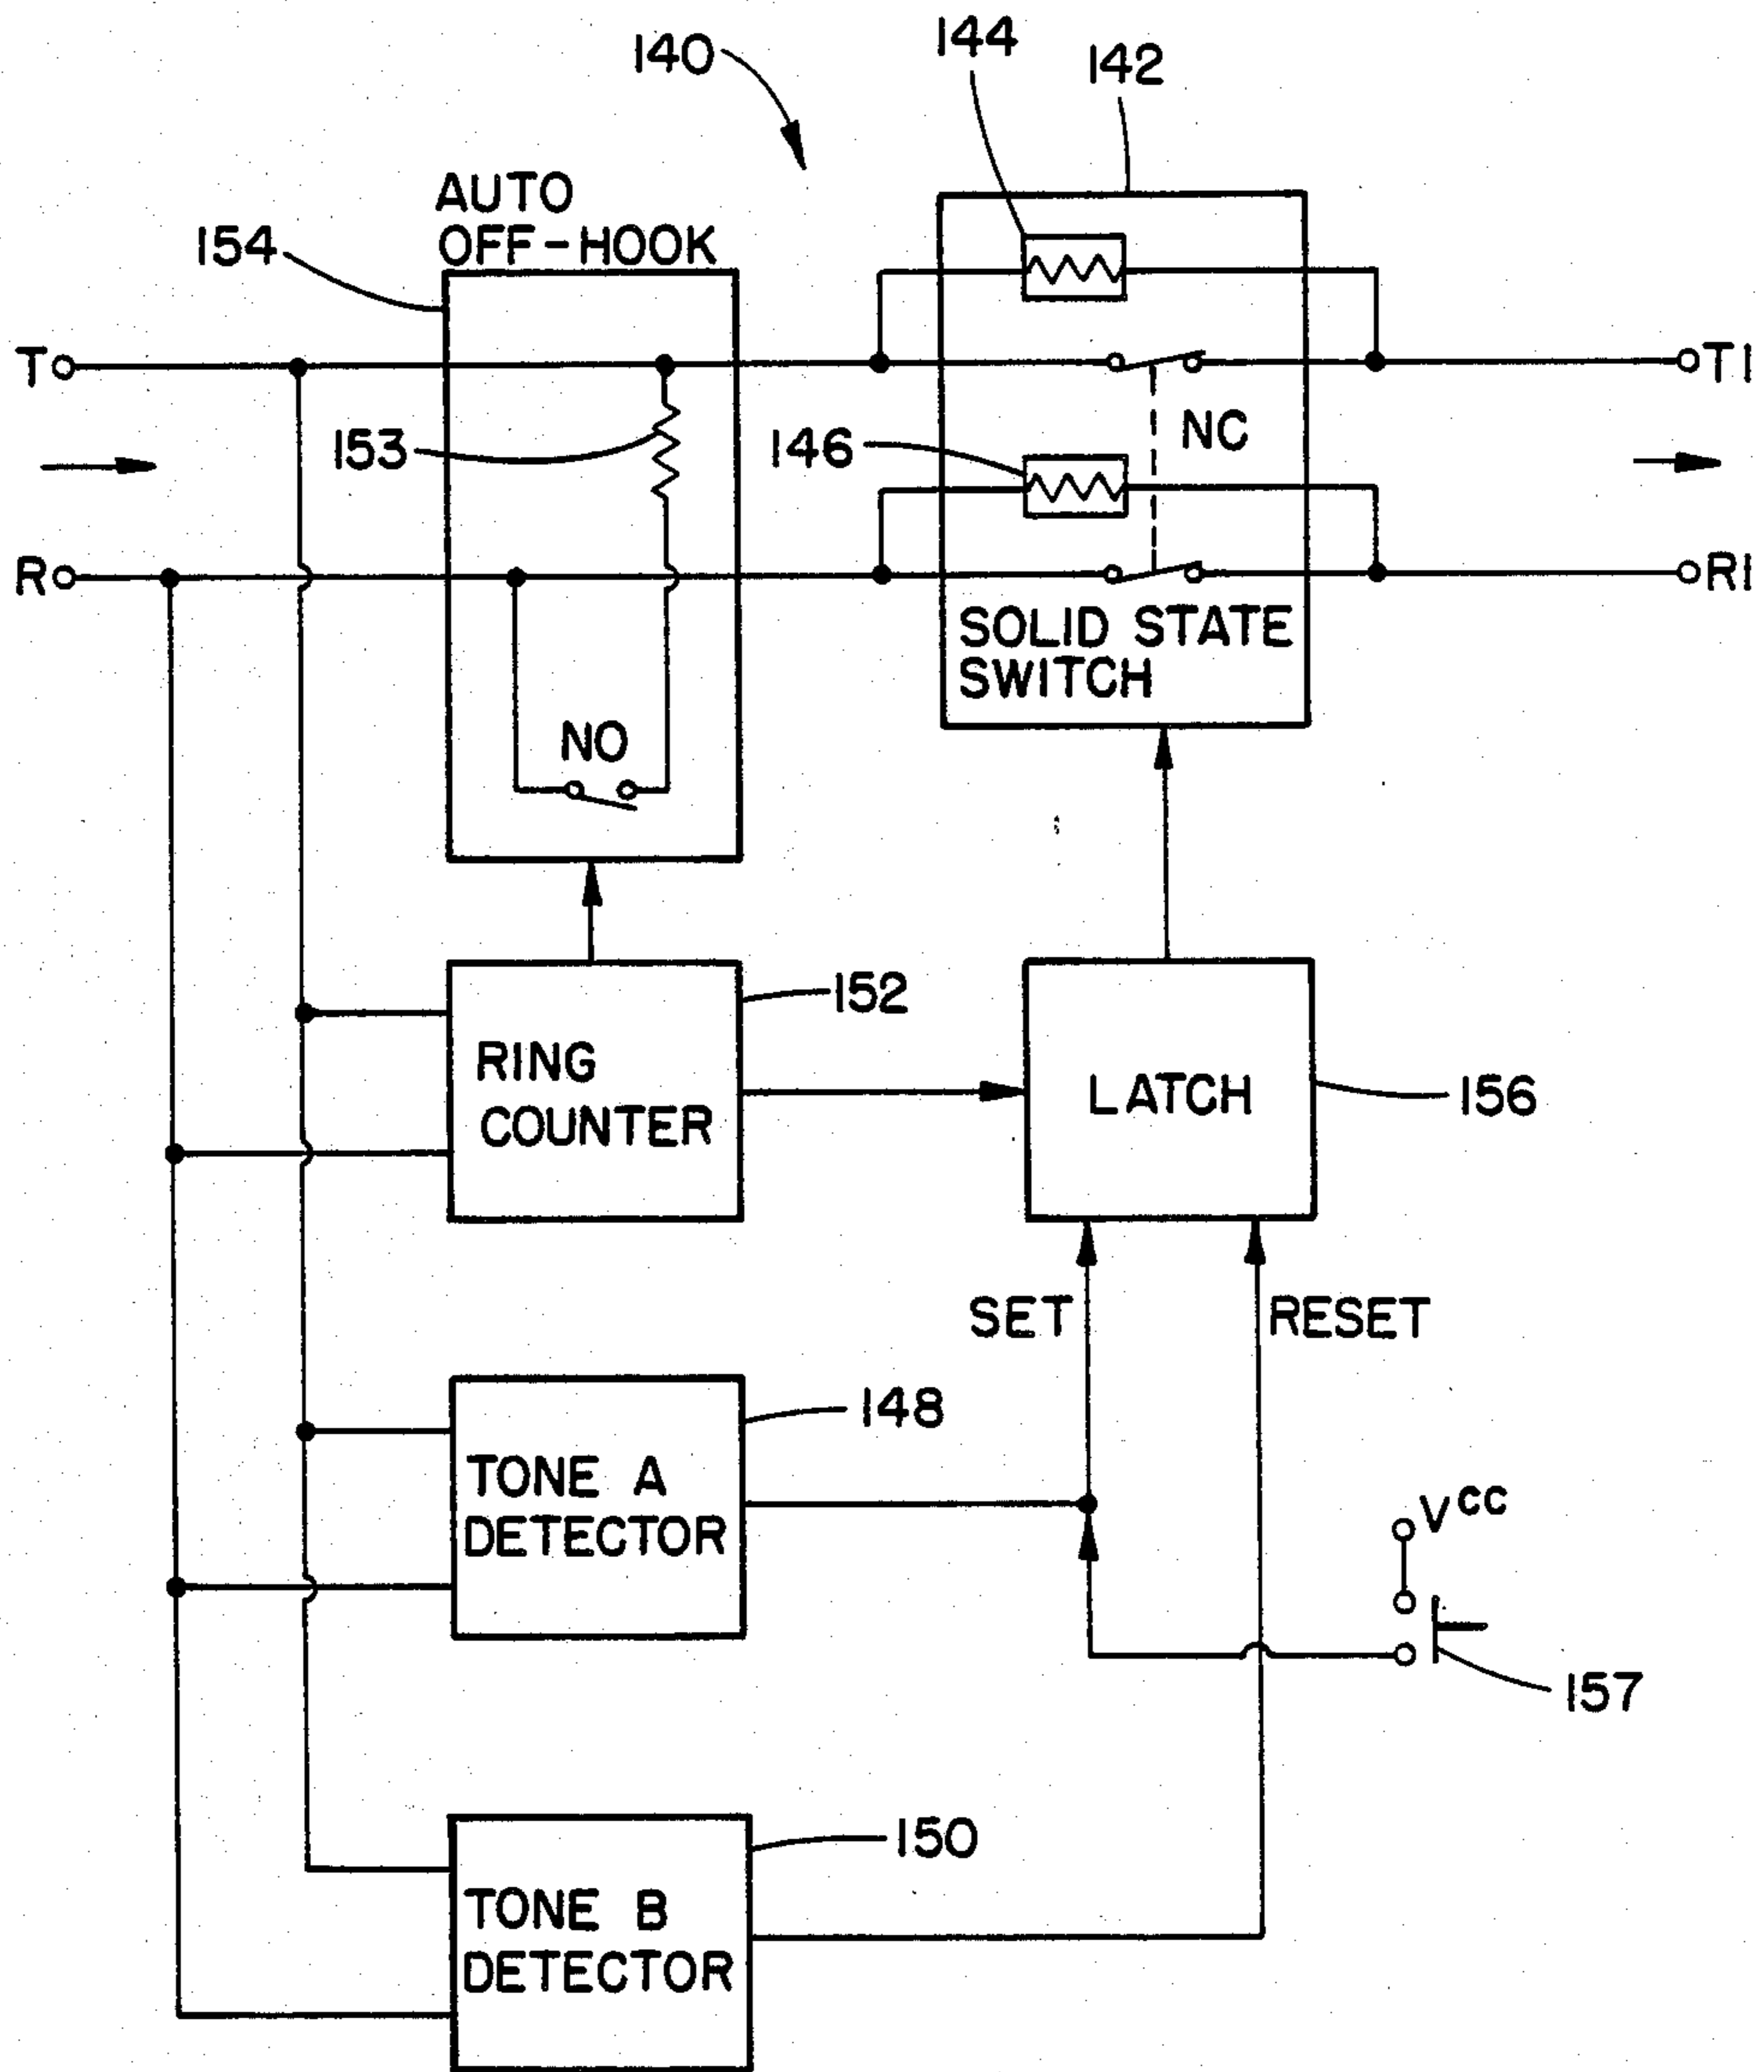 140
144
142
AUTO
OFF-HOOK
154
T
T1
153
146
NC
R
R1
SOLID STATE
SWITCH
NO
152
RING
COUNTER
LATCH
156
SET
RESET
148
TONE A
DETECTOR
Vcc
157
150
TONE B
DETECTOR